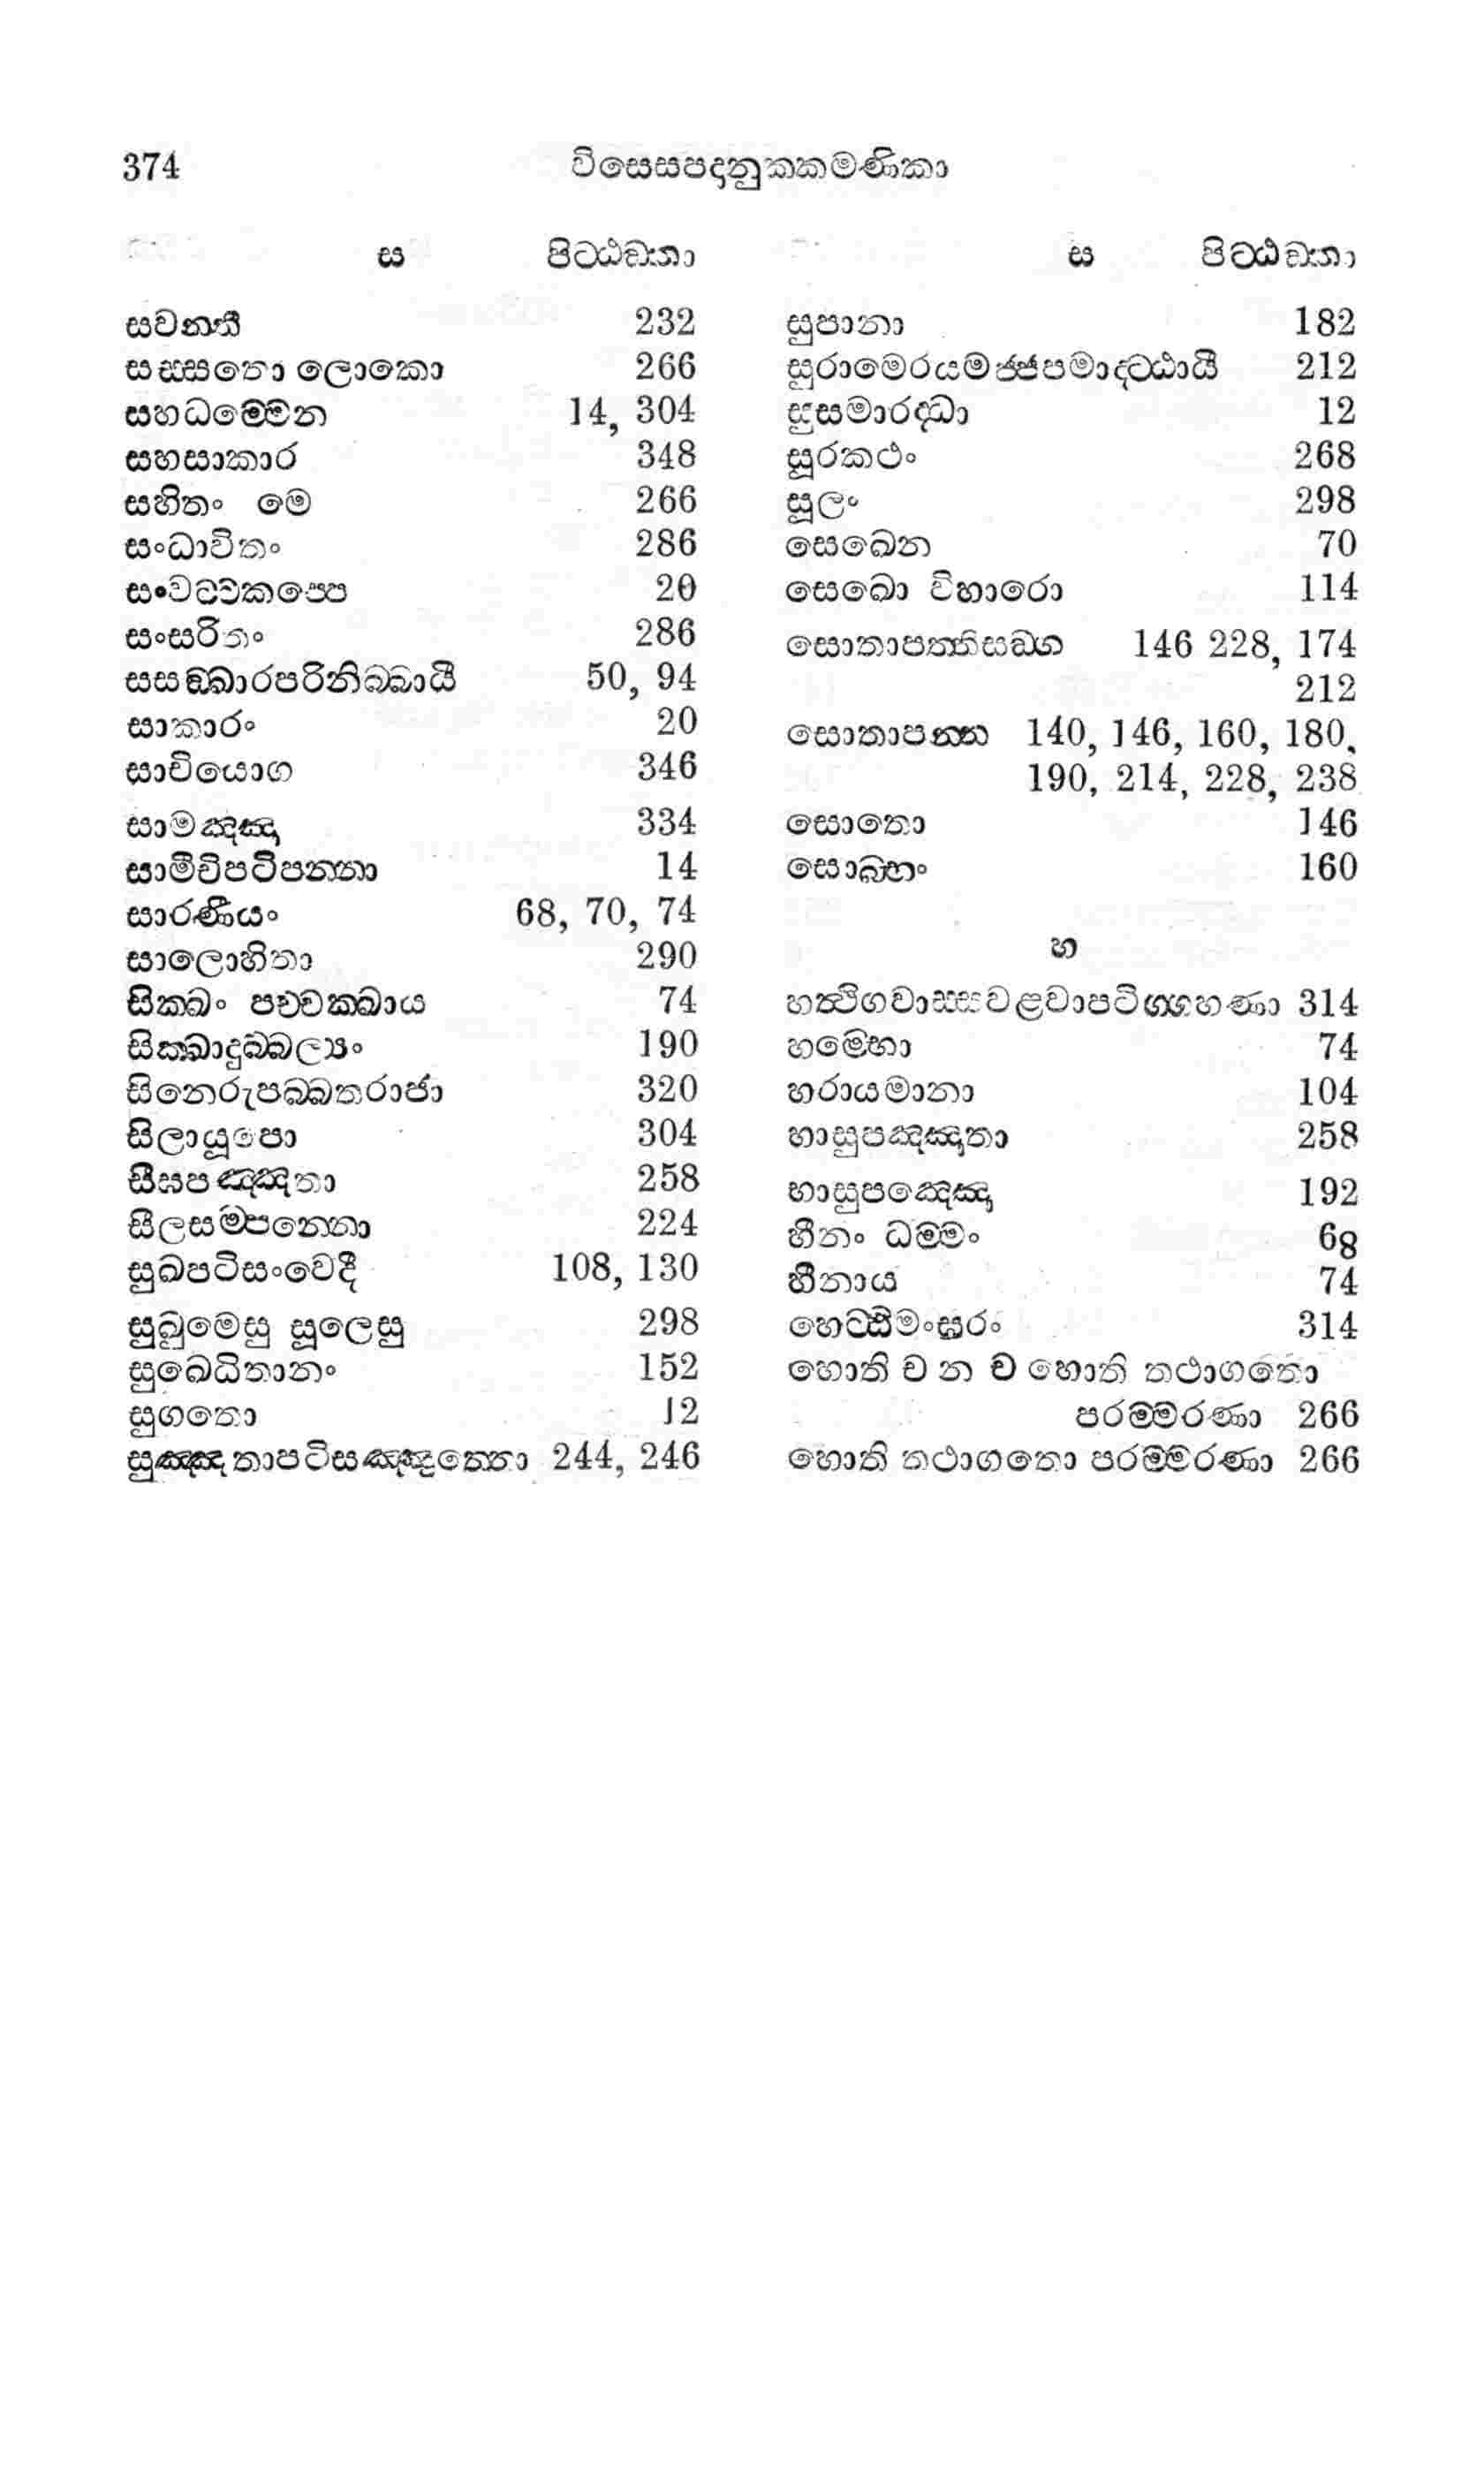 374 විසෙසපදානුක්කමණිකා
ස පිට්ඨඞ්කා
සවන්තී 232
සස්සතො ලොකො 266
සහධම්මෙන 14, 304
සහසාකාර 348
සහිතං මෙ 266
සංධාවිතං 286
සංවට්ටකප්පෙ 20
සංසරිතං 286
සසඞ්ඛාරපරිනිබ්බායී 50, 94
සාකාරං 20
සාචියොග 346
සාමඤ්ඤ 334
සාමීචිපටිපන්නා 14
සාරණීයං 68, 70, 74
සාලොහිතා 290
සික්ඛං පච්චක්ඛාය 74
සික්ඛාදුබ්බල්‍යං 190
සිනෙරුපබ්බතරාජා 320
සිලායූපො 304
සීඝපඤ්ඤතා 258
සීලසම්පන්නො 224
සුඛපටිසංවෙදී 108, 130
සුඛුමෙසු සූලෙසු 298
සුඛෙධිතානං 152
සුගතො 12
සුඤ්ඤතාපටිසඤ්ඤුත්තො 244, 246
ස පිට්ඨඞ්කා
සුපානා 182
සුරාමෙරයමජ්ජපමාදට්ඨායී 212
සුසමාරද්ධා 12
සූරකථං 268
සූලං 298
සෙඛෙන 70
සෙඛො විහාරො 114
සොතාපත්තිසඞ්ග 146 228, 174
212
සොතාපන්න 140, 146, 160, 180,
190, 214, 228, 238
සොතො 146
සොබ්භං 160
හ
හත්ථිගවාස්සවළවාපටිග්ගහණා 314
හම්භො 74
හරායමානා 104
හාසුපඤ්ඤතා 258
හාසුපඤ්ඤෙ 192
හීනං ධම්මං 68
හීනාය 74
හෙට්ඨිමංඝරං 314
හොති ච න ච හොති තථාගතො
පරම්මරණා 266
හොති තථාගතො පරම්මරණා 266